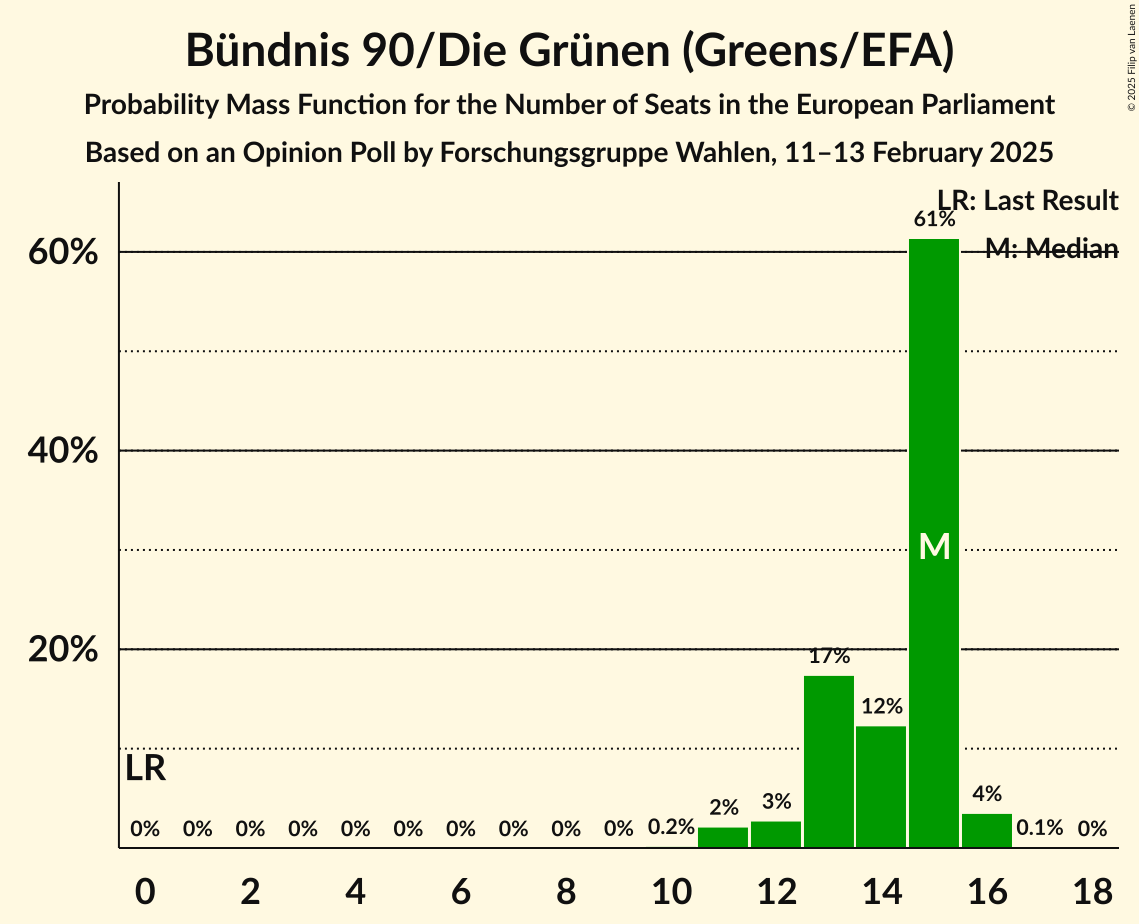 Bündnis 90/Die Grünen (Greens/EFA)
Probability Mass Function for the Number of Seats in the European Parliament
Based on an Opinion Poll by Forschungsgruppe Wahlen, 11–13 February 2025
© 2025 Filip van Laenen
LR: Last Result
M: Median
60%
40%
20%
61%
M
17%
12%
LR
0% 0% 0% 0% 0% 0% 0% 0% 0% 0% 0.2% 2% 3% 4% 0.1% 0%
0 2 4 6 8 10 12 14 16 18